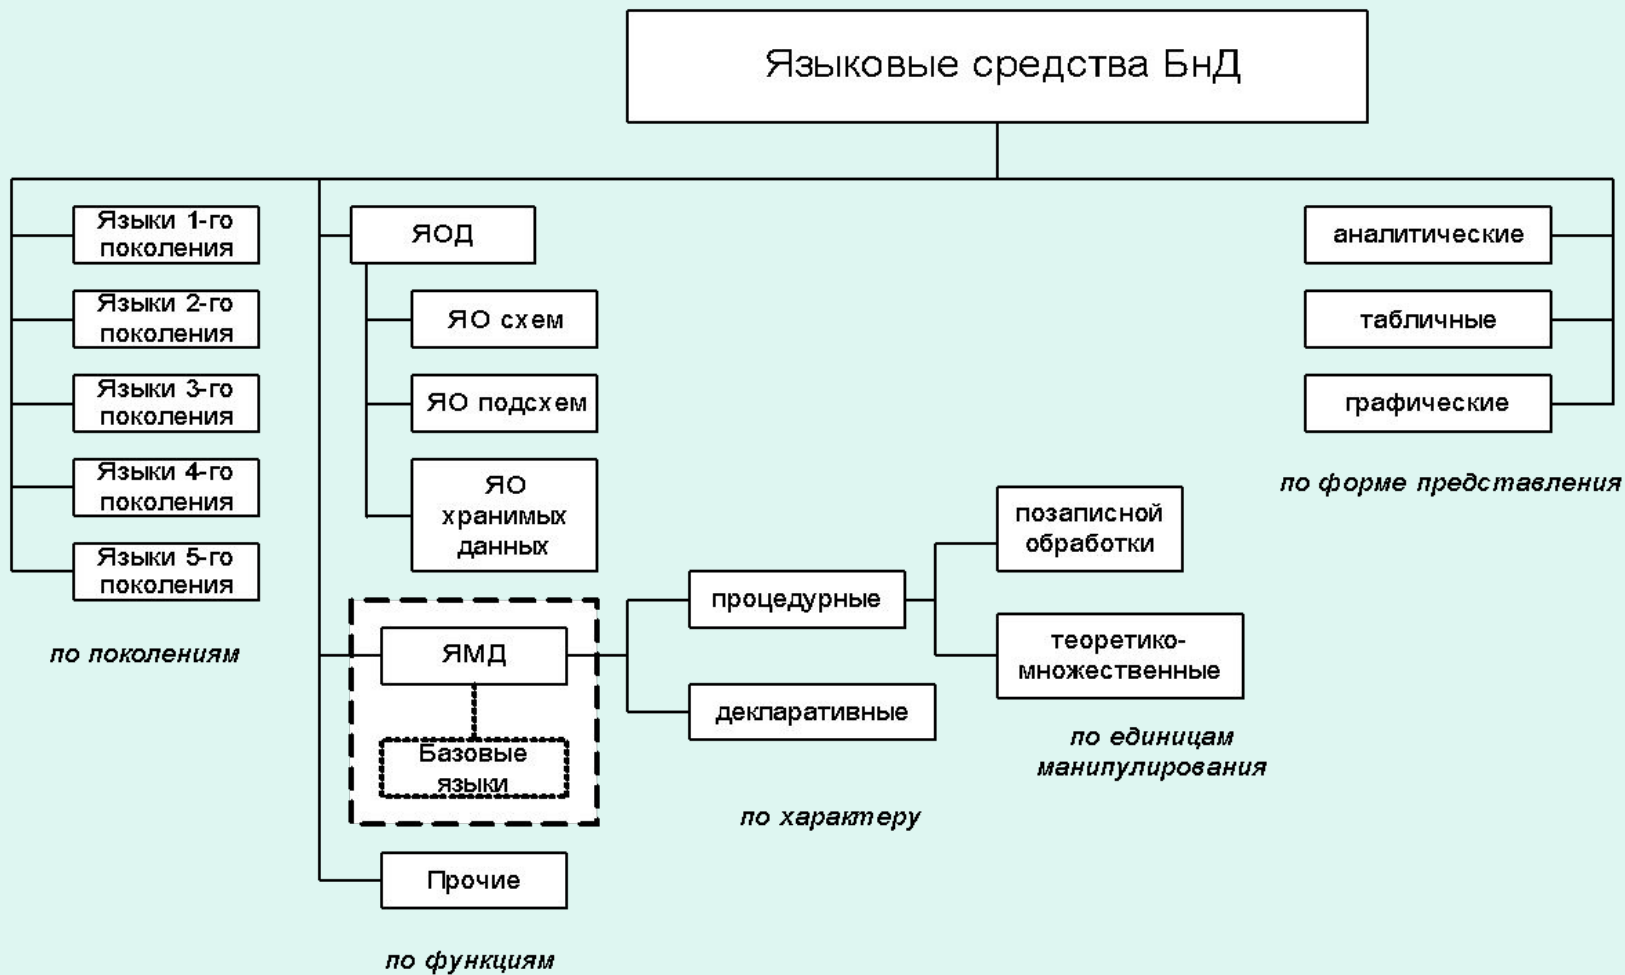 Языковые средства БнД
Языки 1-го
поколения
Языки 2-го
поколения
Языки 3-го
поколения
Языки 4-го
поколения
Языки 5-го
поколения
по поколениям
ЯОД
ЯО схем
ЯО подсхем
ЯО
хранимых
данных
ЯМД
Базовые
языки
Прочие
по функциям
процедурные
декларативные
по характеру
позаписной
обработки
теоретико-
множественные
по единицам
манипулирования
аналитические
табличные
графические
по форме представления